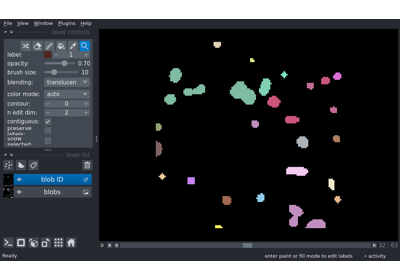 File View Window Plugins Help
layer controls
label: 1
opacity: 0.70
brush size: 10
blending: translucen
color mode: auto
contour: 0
n edit dim: 2
contiguous:
preserve
labels:
show
selected:
layer list
blob ID
blobs
32 63
Ready
enter paint or fill mode to edit labels
activity